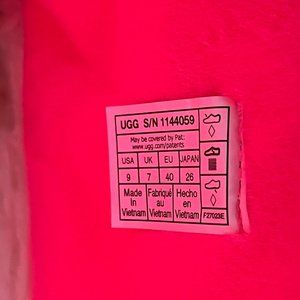 UGG S/N 1144059
May be covered by Pat:
www.ugg.com/patents
USA UK EU JAPAN
9 7 40 26
Made in Vietnam
Fabriqué au Vietnam
Hecho en Vietnam
F27023E